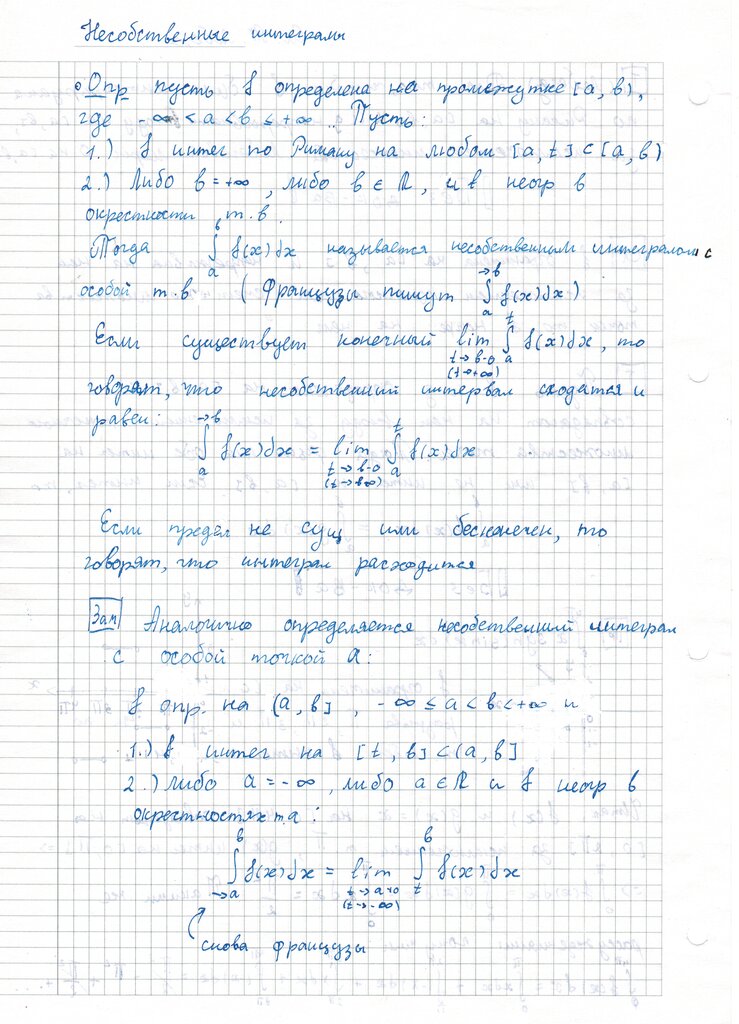 Несобственные интегралы
Опр пусть f определена на промежутке [a, b),
где -∞ < a < b ≤ +∞. Пусть:
1.) f интег по Риману на любом [a, t] ⊂ [a, b)
2.) Либо b = +∞, либо b ∈ ℝ, и f неогр в
окрестности т. b.
Тогда ∫_a^b f(x)dx называется несобственным интегралом с
особой т. b (Французы пишут ∫_a^{→b} f(x)dx)
Если существует конечный lim_{t→b-0 (t→+∞)} ∫_a^t f(x)dx, то
говорят, что несобственный интервал сходится и
равен:
∫_a^{→b} f(x)dx = lim_{t→b-0 (t→b∞)} ∫_a^t f(x)dx
Если предел не сущ или бесконечен, то
говорят, что интеграл расходится
Зам Аналогично определяется несобственный интеграл
с особой точкой a:
f опр. на (a, b], -∞ ≤ a < b < +∞ и
1.) f интег на [t, b] ⊂ (a, b]
2.) либо a = -∞, либо a ∈ ℝ и f неогр в
окрестностях т. a:
∫_{→a}^b f(x)dx = lim_{t→a+0 (t→-∞)} ∫_t^b f(x)dx
снова французы